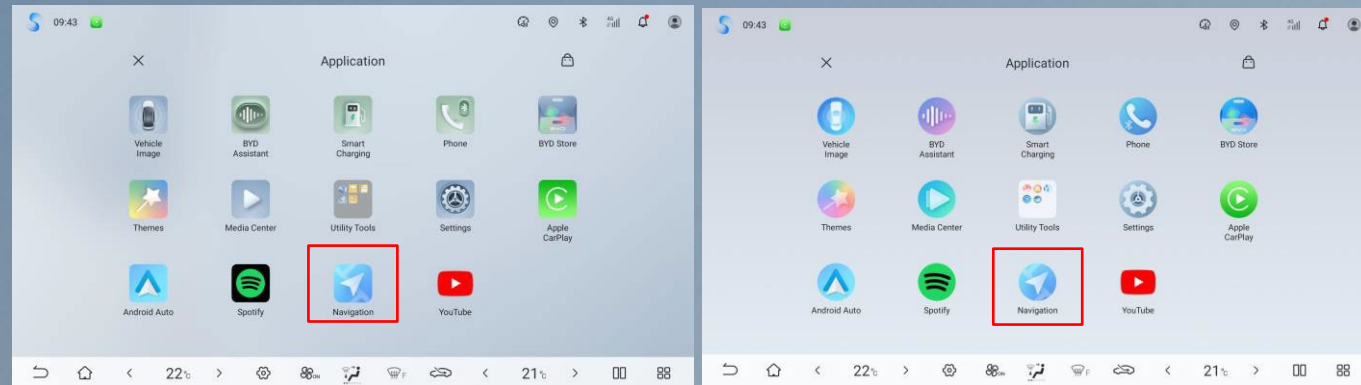 09:43
Application
Vehicle
Image
BYD
Assistant
Smart
Charging
Phone
BYD Store
Themes
Media Center
Utility Tools
Settings
Apple
CarPlay
Android Auto
Spotify
Navigation
YouTube
22°c
ON
F
21°c
09:43
Application
Vehicle
Image
BYD
Assistant
Smart
Charging
Phone
BYD Store
Themes
Media Center
Utility Tools
Settings
Apple
CarPlay
Android Auto
Spotify
Navigation
YouTube
22°c
ON
F
21°c